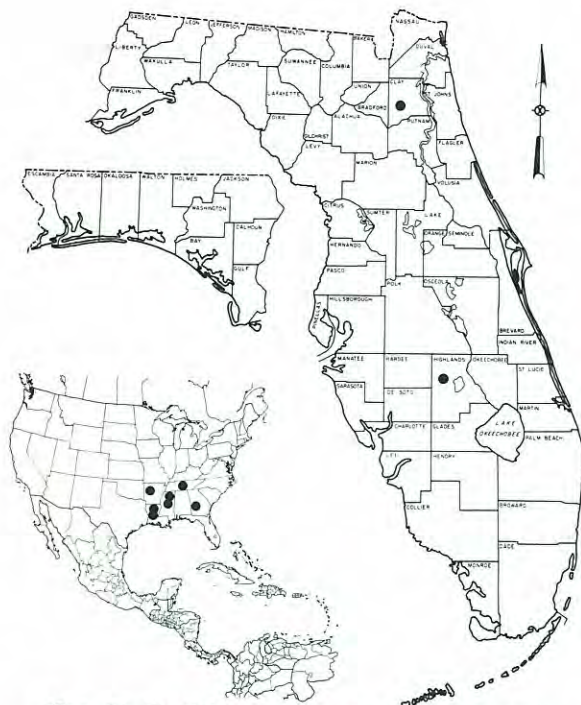 NASSAU
GADSDEN
LEON
JEFFERSON
MADISON
HAMILTON
BAKER
DUVAL
LIBERTY
WAKULLA
TAYLOR
SUWANNEE
COLUMBIA
UNION
CLAY
ST JOHNS
FRANKLIN
LAFAYETTE
BRADFORD
DIXIE
GILCHRIST
ALACHUA
PUTNAM
LEVY
FLAGLER
MARION
VOLUSIA
ESCAMBIA
SANTA ROSA
OKALOOSA
WALTON
HOLMES
JACKSON
WASHINGTON
BAY
CALHOUN
GULF
CITRUS
SUMTER
LAKE
ORANGE
SEMINOLE
HERNANDO
PASCO
OSCEOLA
POLK
PINELLAS
HILLSBOROUGH
BREVARD
INDIAN RIVER
MANATEE
HARDEE
HIGHLANDS
OKEECHOBEE
ST LUCIE
SARASOTA
DE SOTO
MARTIN
CHARLOTTE
GLADES
LAKE
OKEECHOBEE
PALM BEACH
LEE
HENDRY
COLLIER
BROWARD
DADE
MONROE